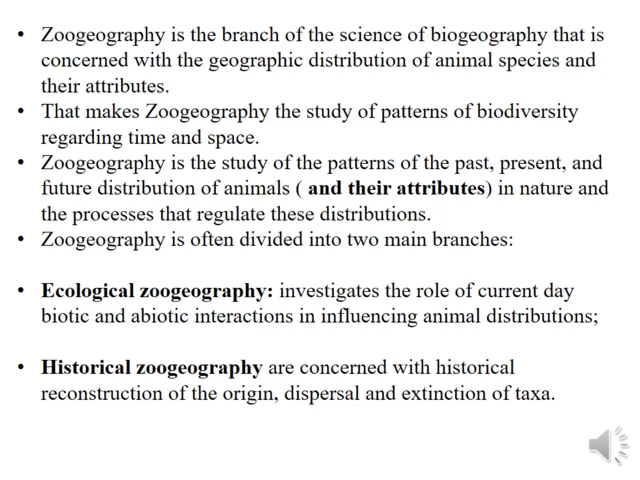 • Zoogeography is the branch of the science of biogeography that is
concerned with the geographic distribution of animal species and
their attributes.
• That makes Zoogeography the study of patterns of biodiversity
regarding time and space.
• Zoogeography is the study of the patterns of the past, present, and
future distribution of animals ( and their attributes) in nature and
the processes that regulate these distributions.
• Zoogeography is often divided into two main branches:
• Ecological zoogeography: investigates the role of current day
biotic and abiotic interactions in influencing animal distributions;
• Historical zoogeography are concerned with historical
reconstruction of the origin, dispersal and extinction of taxa.